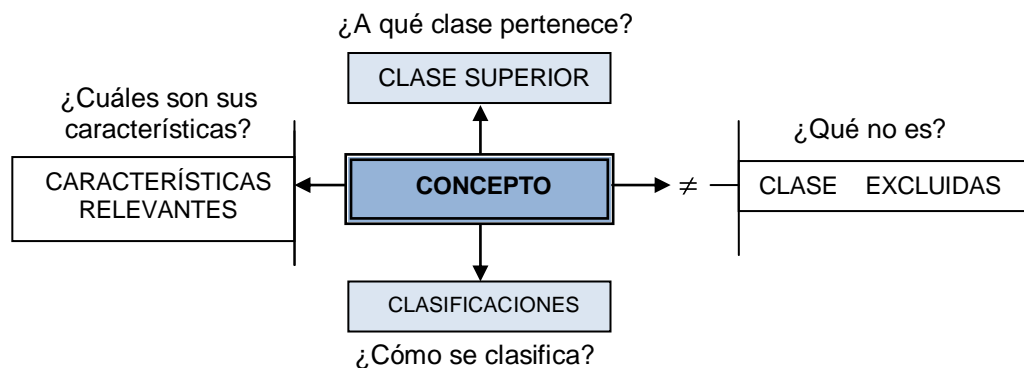 ¿A qué clase pertenece?
CLASE SUPERIOR
¿Cuáles son sus
características?
¿Qué no es?
CARACTERÍSTICAS
RELEVANTES
CONCEPTO
≠
CLASE EXCLUIDAS
CLASIFICACIONES
¿Cómo se clasifica?